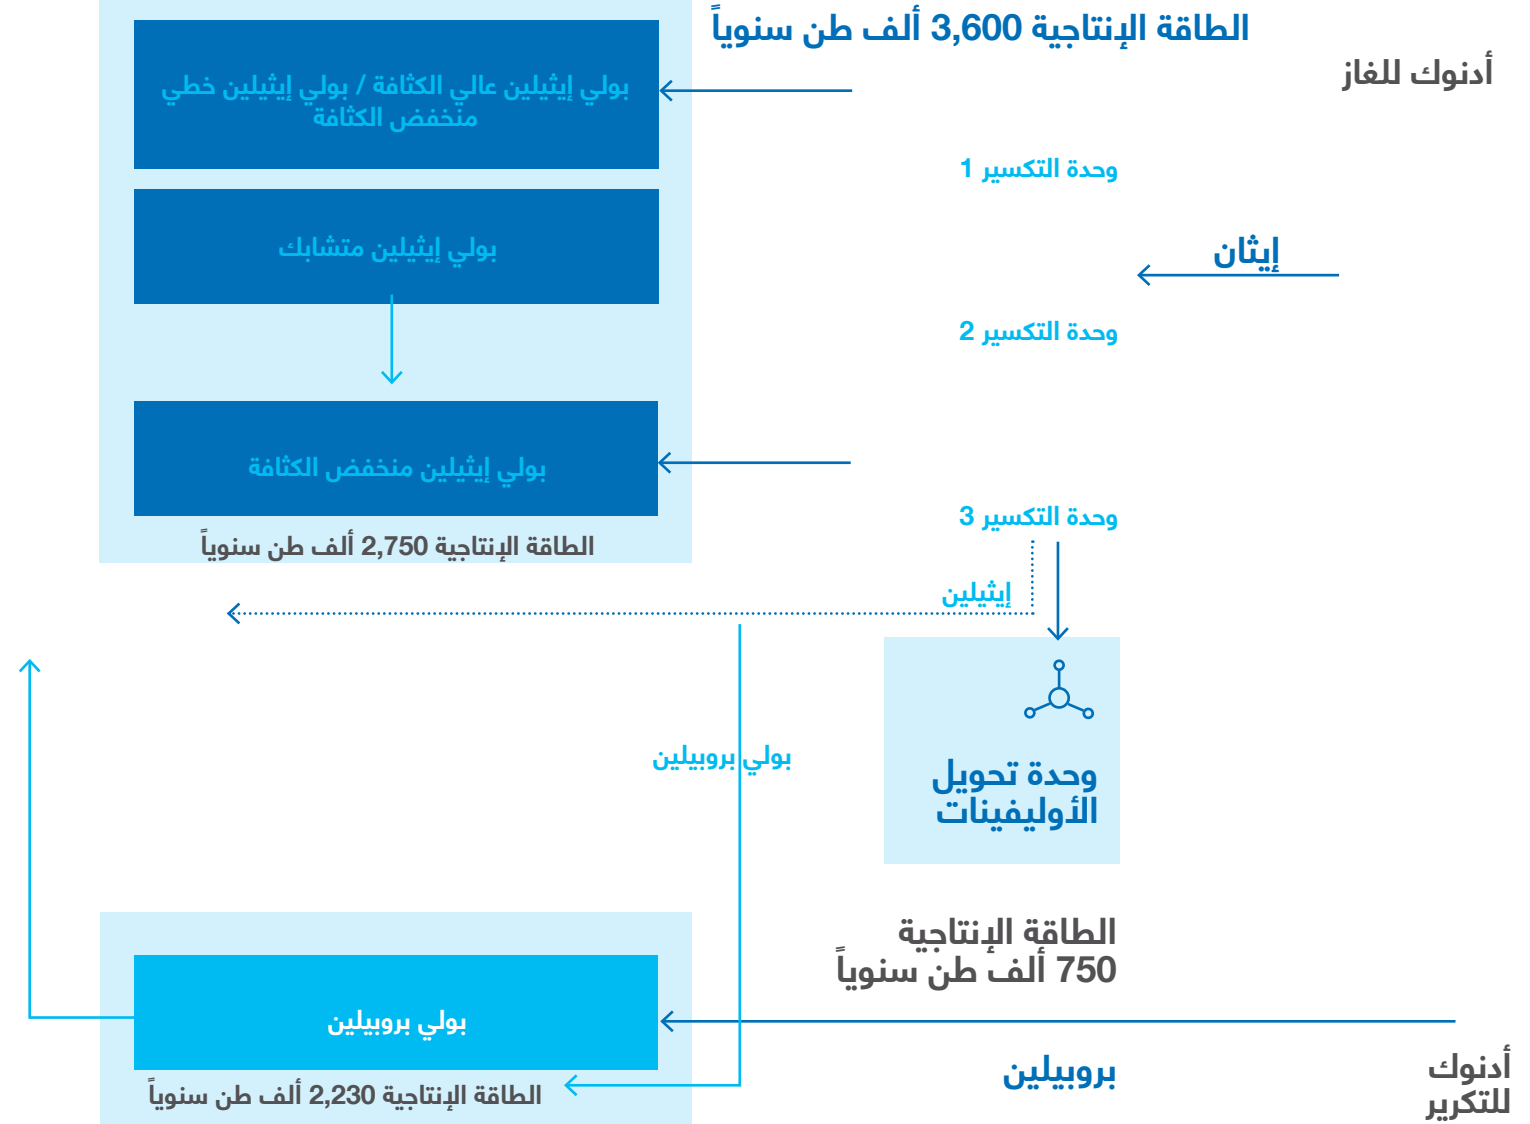 الطاقة الإنتاجية 3,600 ألف طن سنوياً
أدنوك للغاز
بولي إيثيلين عالي الكثافة / بولي إيثيلين خطي
منخفض الكثافة
وحدة التكسير 1
إيثان
بولي إيثيلين متشابك
وحدة التكسير 2
بولي إيثيلين منخفض الكثافة
وحدة التكسير 3
الطاقة الإنتاجية 2,750 ألف طن سنوياً
إيثيلين
بولي بروبيلين
وحدة تحويل
الأوليفينات
الطاقة الإنتاجية
750 ألف طن سنوياً
بولي بروبيلين
أدنوك
للتكرير
بروبيلين
الطاقة الإنتاجية 2,230 ألف طن سنوياً